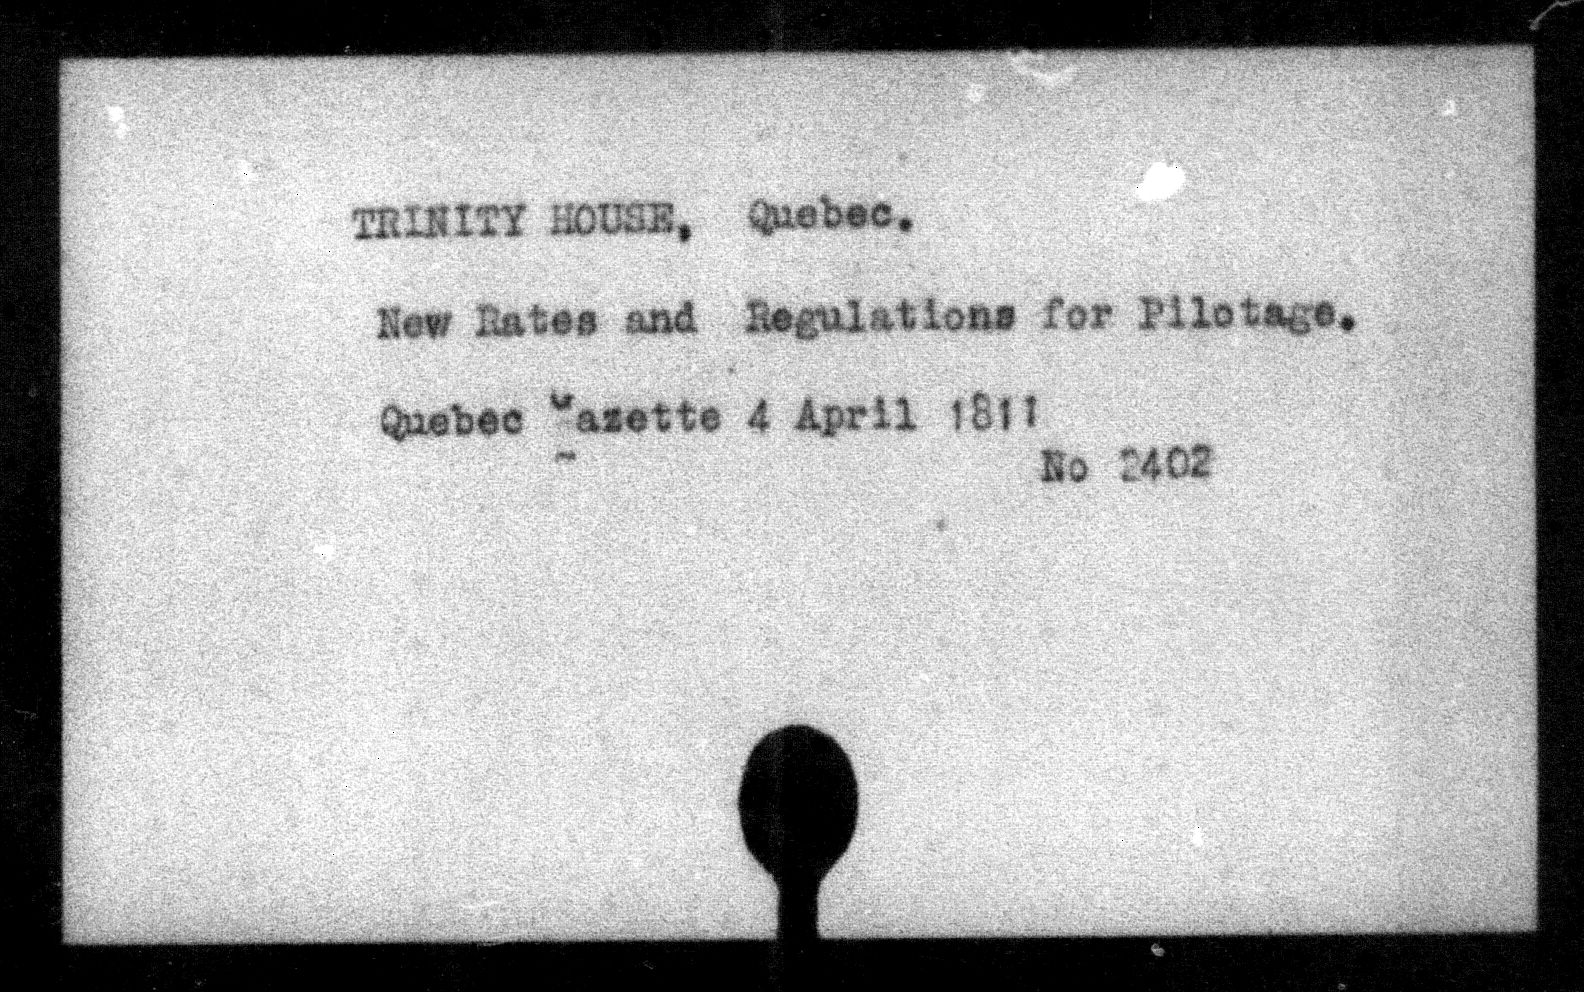 TRINITY HOUSE. Quebec.
New Rates and Regulations for Pilotage.
Quebec Gazette 4 April 1811
No 2402